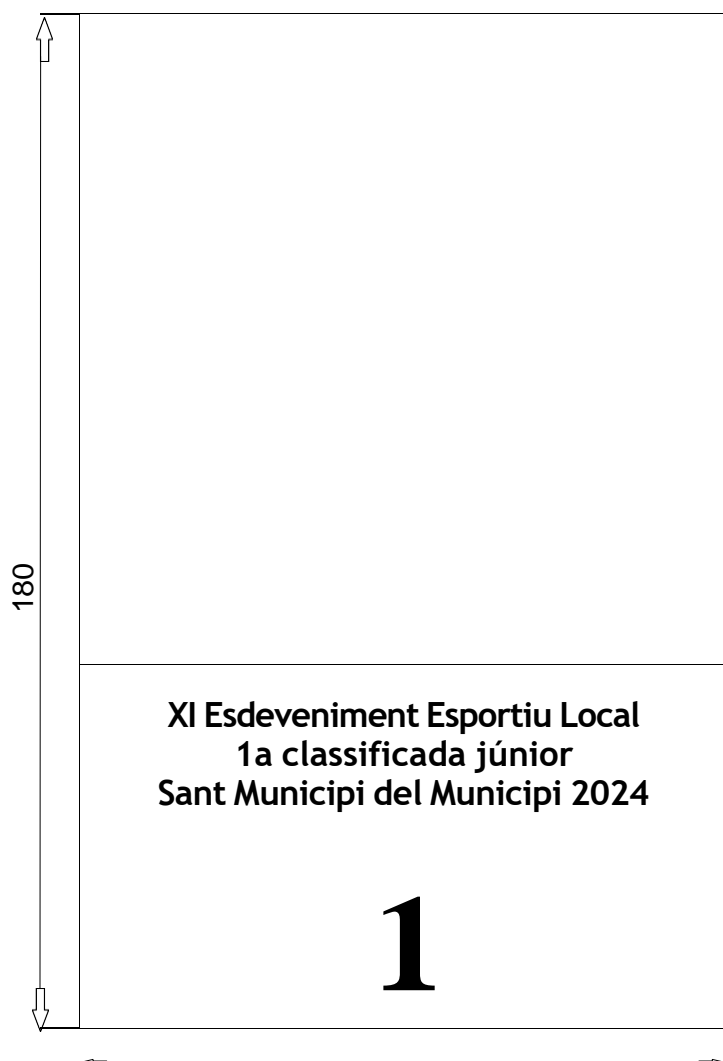 180
XI Esdeveniment Esportiu Local
1a classificada júnior
Sant Municipi del Municipi 2024
1